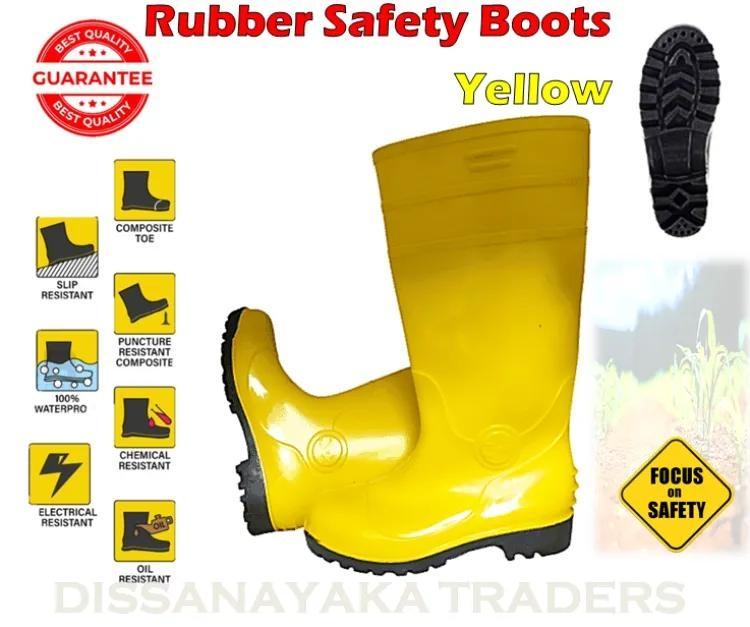 Rubber Safety Boots
Yellow
BEST QUALITY
GUARANTEE
BEST QUALITY
COMPOSITE
TOE
SLIP
RESISTANT
PUNCTURE
RESISTANT
COMPOSITE
100%
WATERPRO
CHEMICAL
RESISTANT
ELECTRICAL
RESISTANT
OIL
OIL
RESISTANT
FOCUS
on
SAFETY
DISSANAYAKA TRADERS